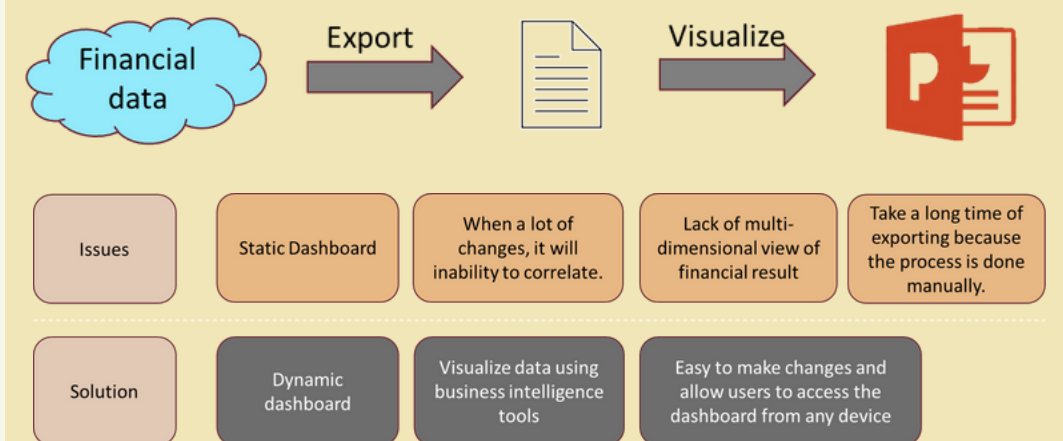 Financial
data
Export
Visualize
P
Issues
Static Dashboard
When a lot of
changes, it will
inability to correlate.
Lack of multi-
dimensional view of
financial result
Take a long time of
exporting because
the process is done
manually.
Solution
Dynamic
dashboard
Visualize data using
business intelligence
tools
Easy to make changes and
allow users to access the
dashboard from any device